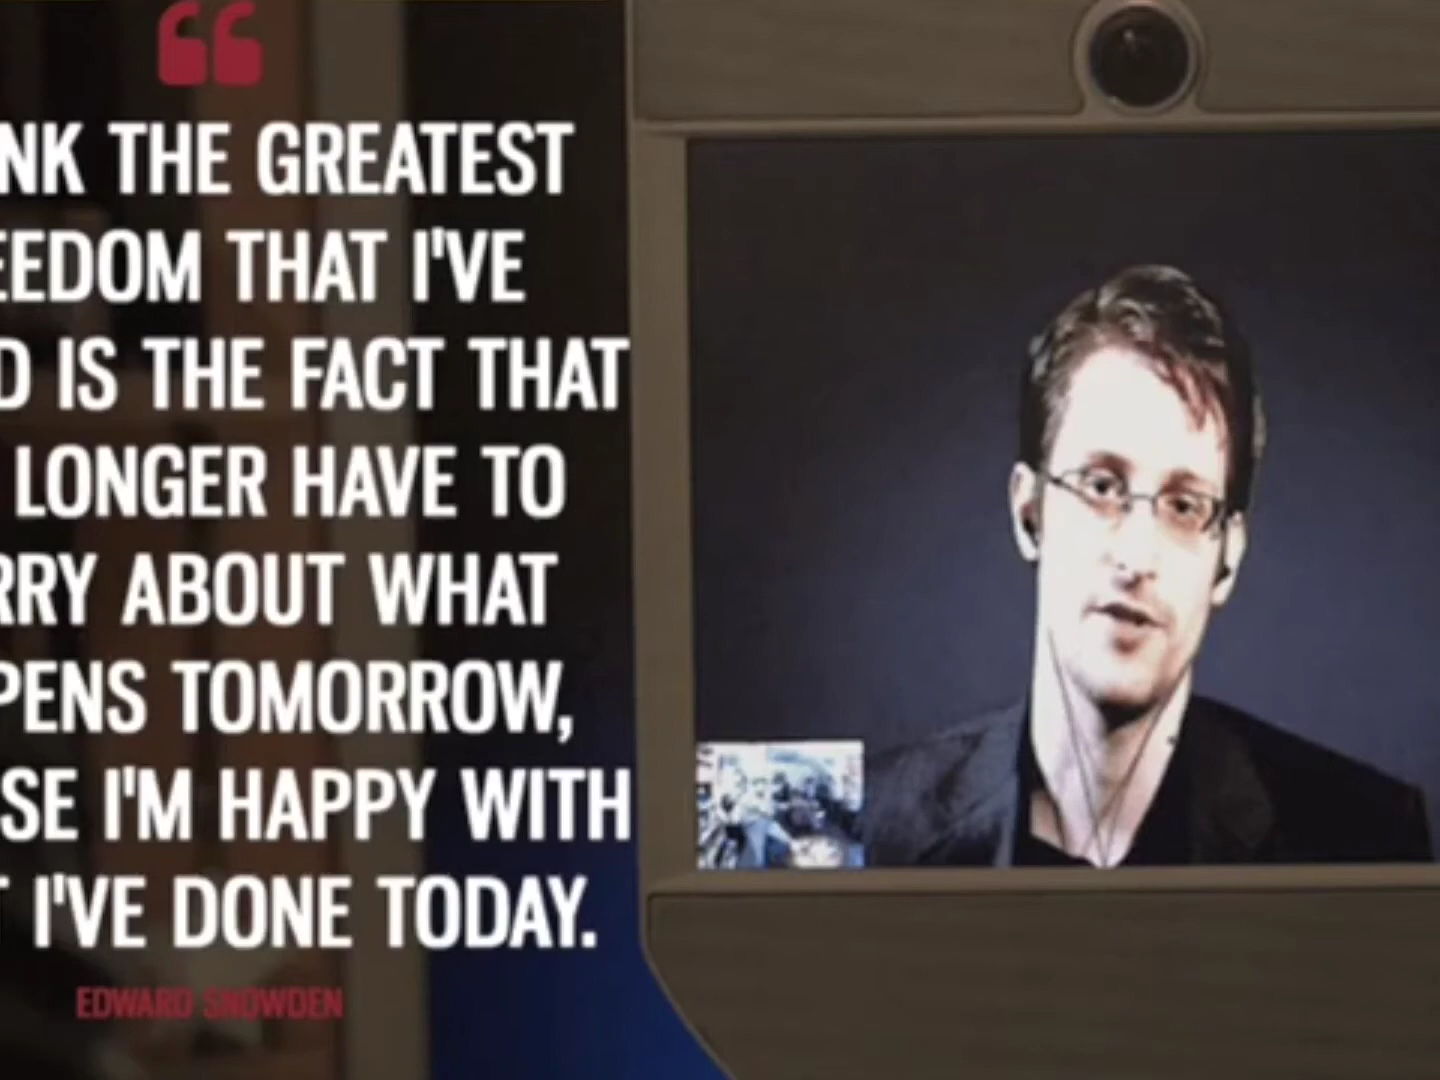 “
NK THE GREATEST
EEDOM THAT I'VE
D IS THE FACT THAT
LONGER HAVE TO
RRY ABOUT WHAT
PENS TOMORROW,
SE I'M HAPPY WITH
T I'VE DONE TODAY.
EDWARD SNOWDEN